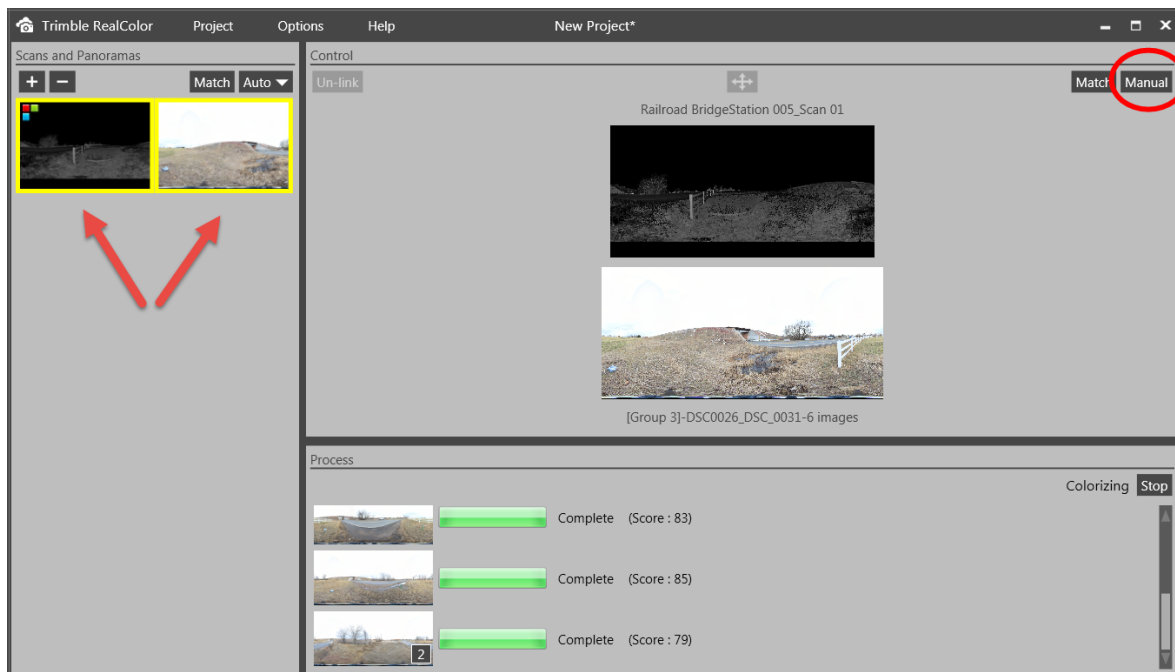 Trimble RealColor Project Options Help New Project*
Scans and Panoramas
Match Auto
Control
Un-link
Match Manual
Railroad BridgeStation 005_Scan 01
[Group 3]-DSC0026_DSC_0031-6 images
Process
Colorizing Stop
Complete (Score : 83)
Complete (Score : 85)
2 Complete (Score : 79)